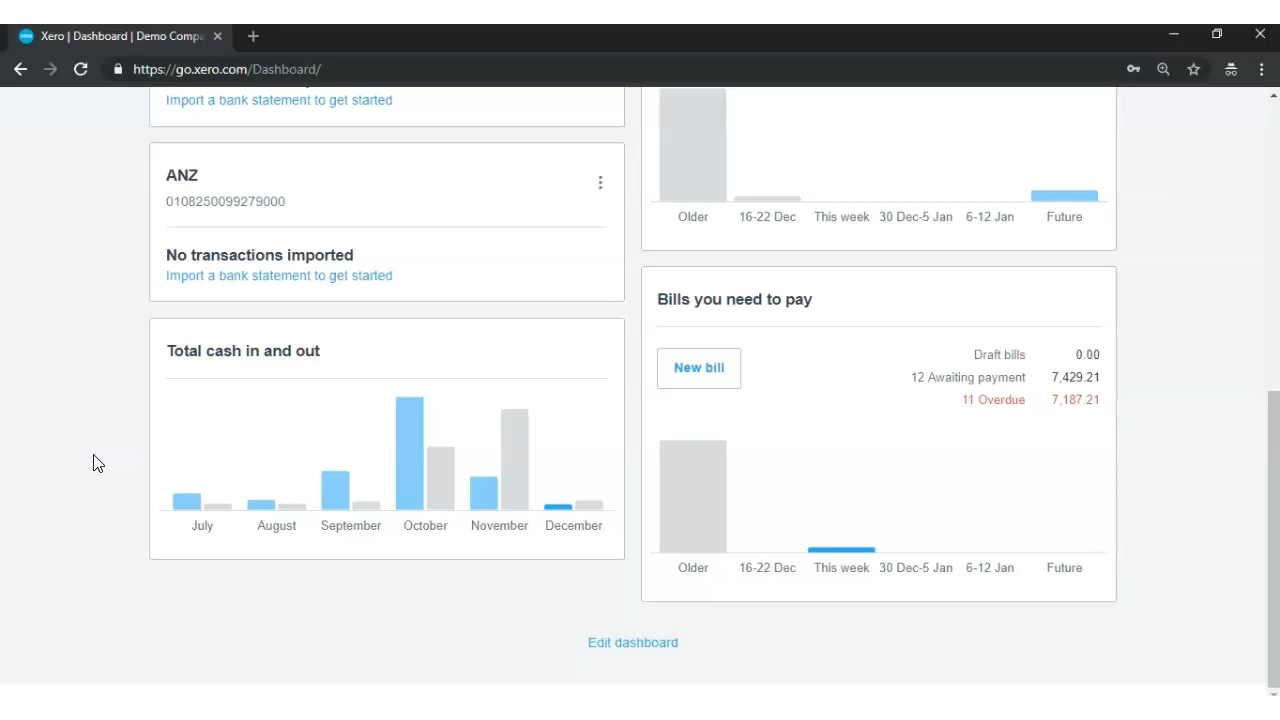 Xero | Dashboard | Demo Compa
https://go.xero.com/Dashboard/
Import a bank statement to get started
ANZ
0108250099279000
No transactions imported
Import a bank statement to get started
Total cash in and out
July August September October November December
Older 16-22 Dec This week 30 Dec-5 Jan 6-12 Jan Future
Bills you need to pay
New bill
Draft bills 0.00
12 Awaiting payment 7,429.21
11 Overdue 7,187.21
Older 16-22 Dec This week 30 Dec-5 Jan 6-12 Jan Future
Edit dashboard